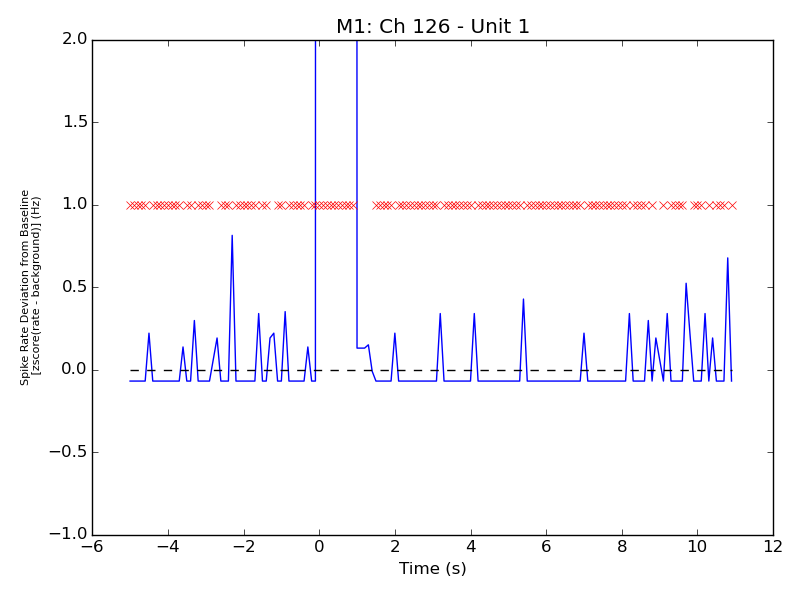 M1: Ch 126 - Unit 1
2.0
1.5
1.0
0.5
0.0
−0.5
−1.0
Spike Rate Deviation from Baseline
[zscore(rate - background)] (Hz)
−6 −4 −2 0 2 4 6 8 10 12
Time (s)